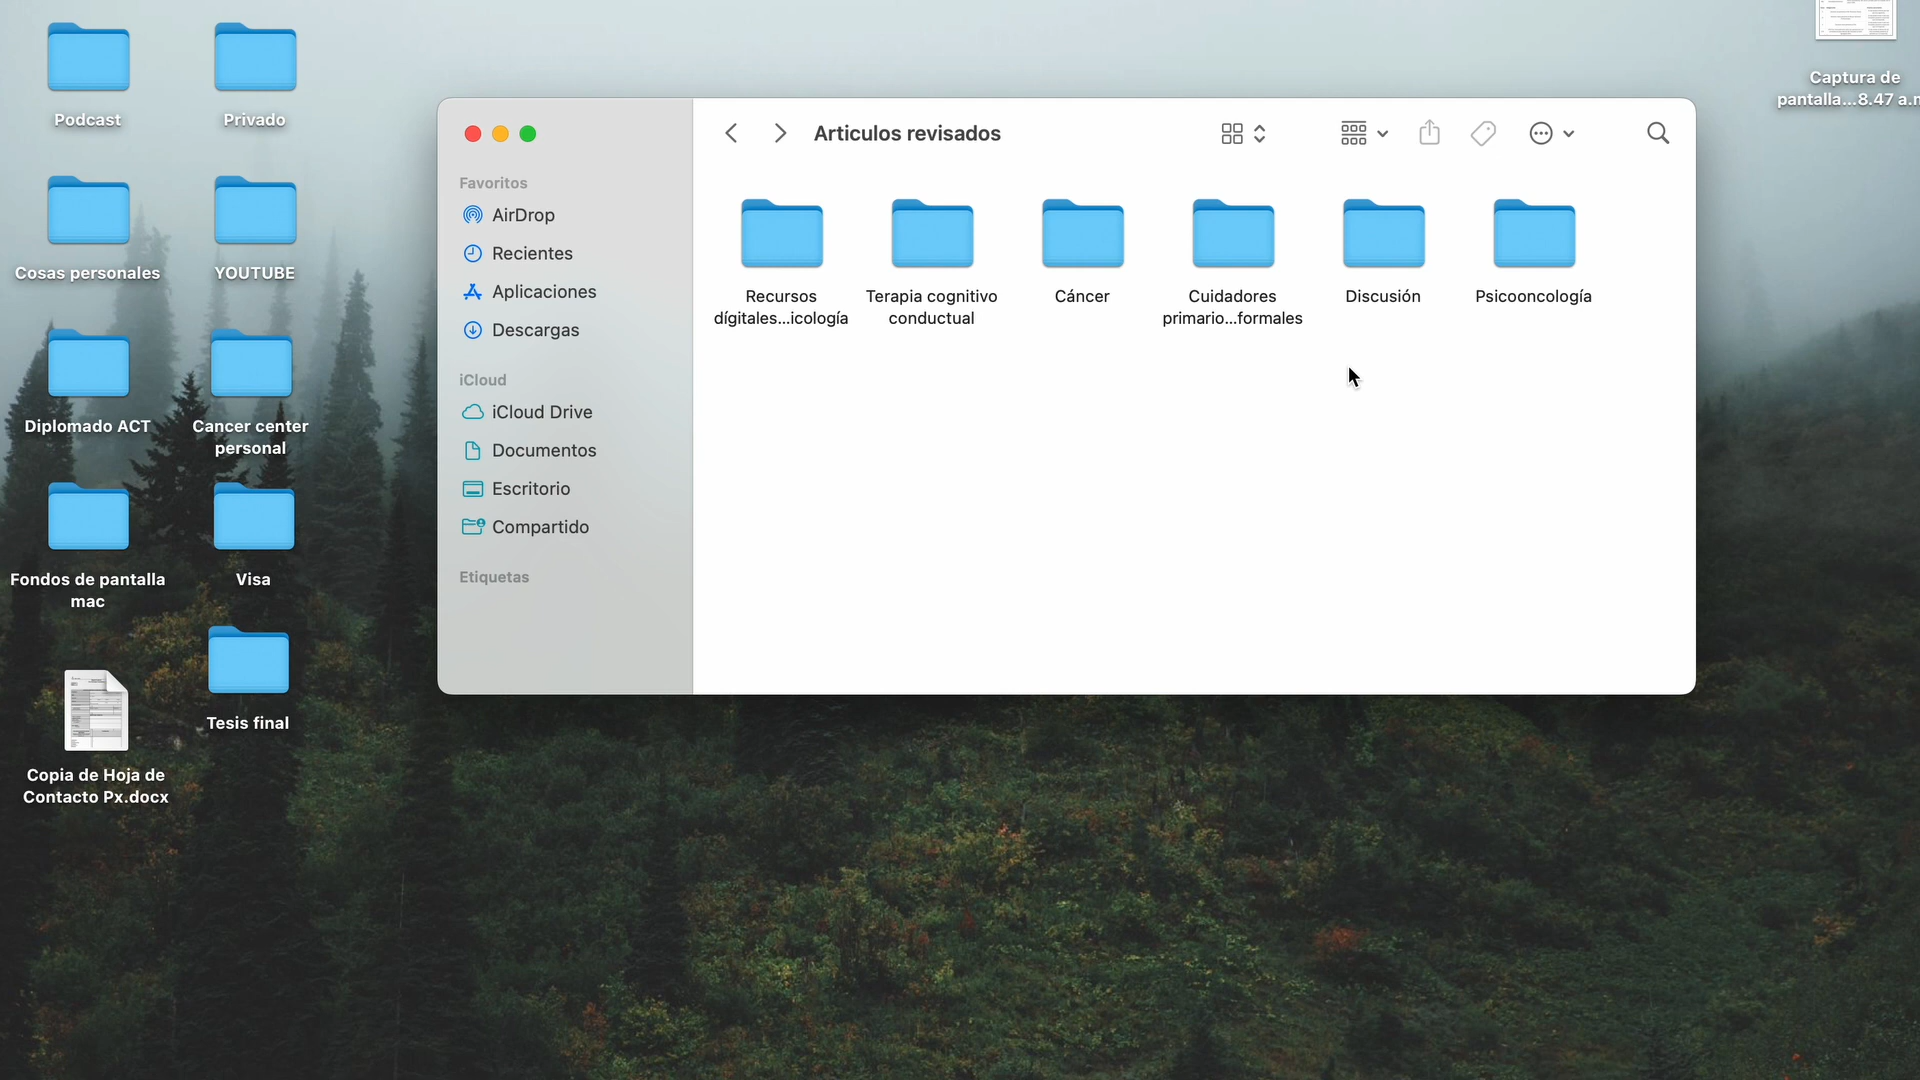 Podcast
Privado
Cosas personales
YOUTUBE
Diplomado ACT
Cancer center
personal
Fondos de pantalla
mac
Visa
Tesis final
Copia de Hoja de
Contacto Px.docx
Favoritos
AirDrop
Recientes
Aplicaciones
Descargas
iCloud
iCloud Drive
Documentos
Escritorio
Compartido
Etiquetas
Articulos revisados
Recursos
dígitales...icología
Terapia cognitivo
conductual
Cáncer
Cuidadores
primario...formales
Discusión
Psicooncología
Captura de
pantalla...8.47 a.m